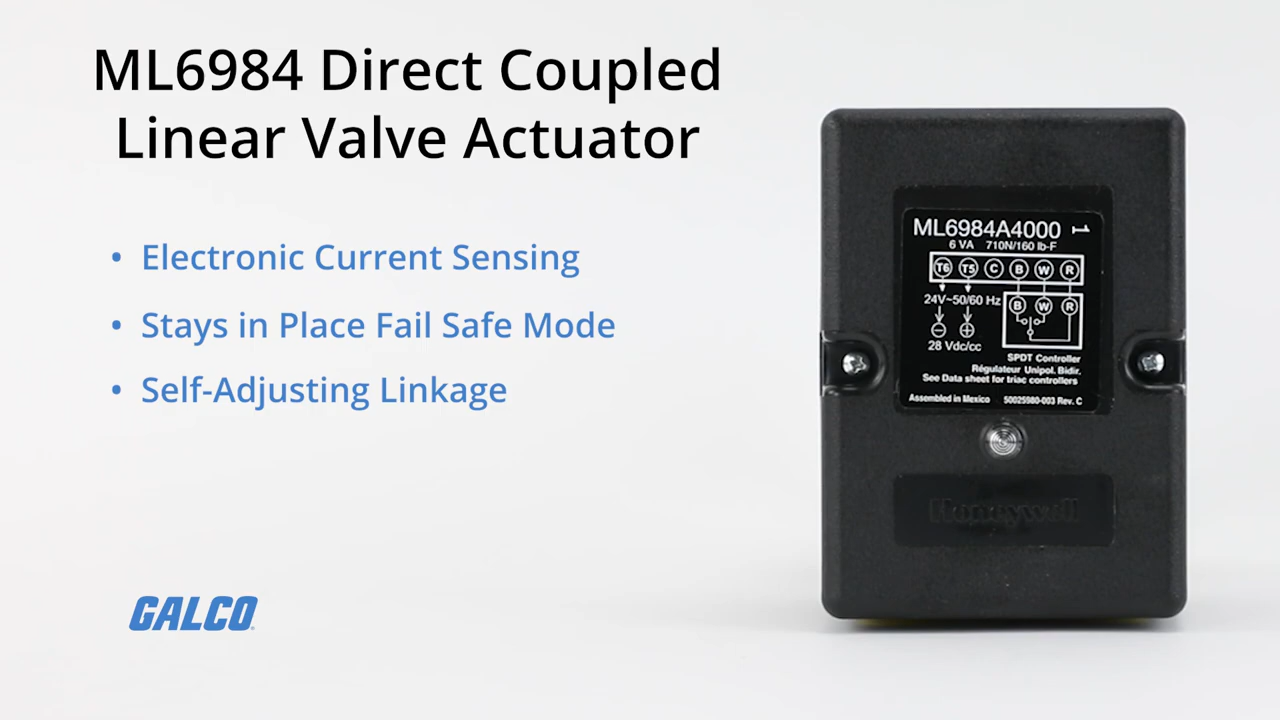 ML6984 Direct Coupled
Linear Valve Actuator
• Electronic Current Sensing
• Stays in Place Fail Safe Mode
• Self-Adjusting Linkage
GALCO
ML6984A4000 1
6 VA 710N/160 lb-F
T6 T5 C B W R
24V~50/60 Hz
B W R
− +
28 Vdc/cc
SPDT Controller
Régulateur Unipol. Bidir.
See Data sheet for triac controllers
Assembled in Mexico 50025980-003 Rev. C
Honeywell